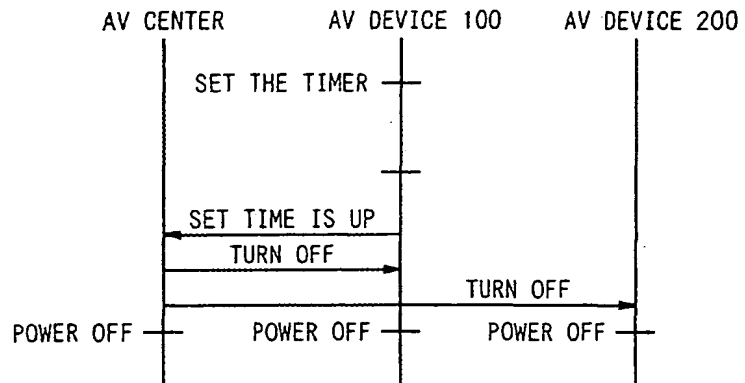 AV CENTER AV DEVICE 100 AV DEVICE 200
SET THE TIMER
SET TIME IS UP
TURN OFF
TURN OFF
POWER OFF POWER OFF POWER OFF